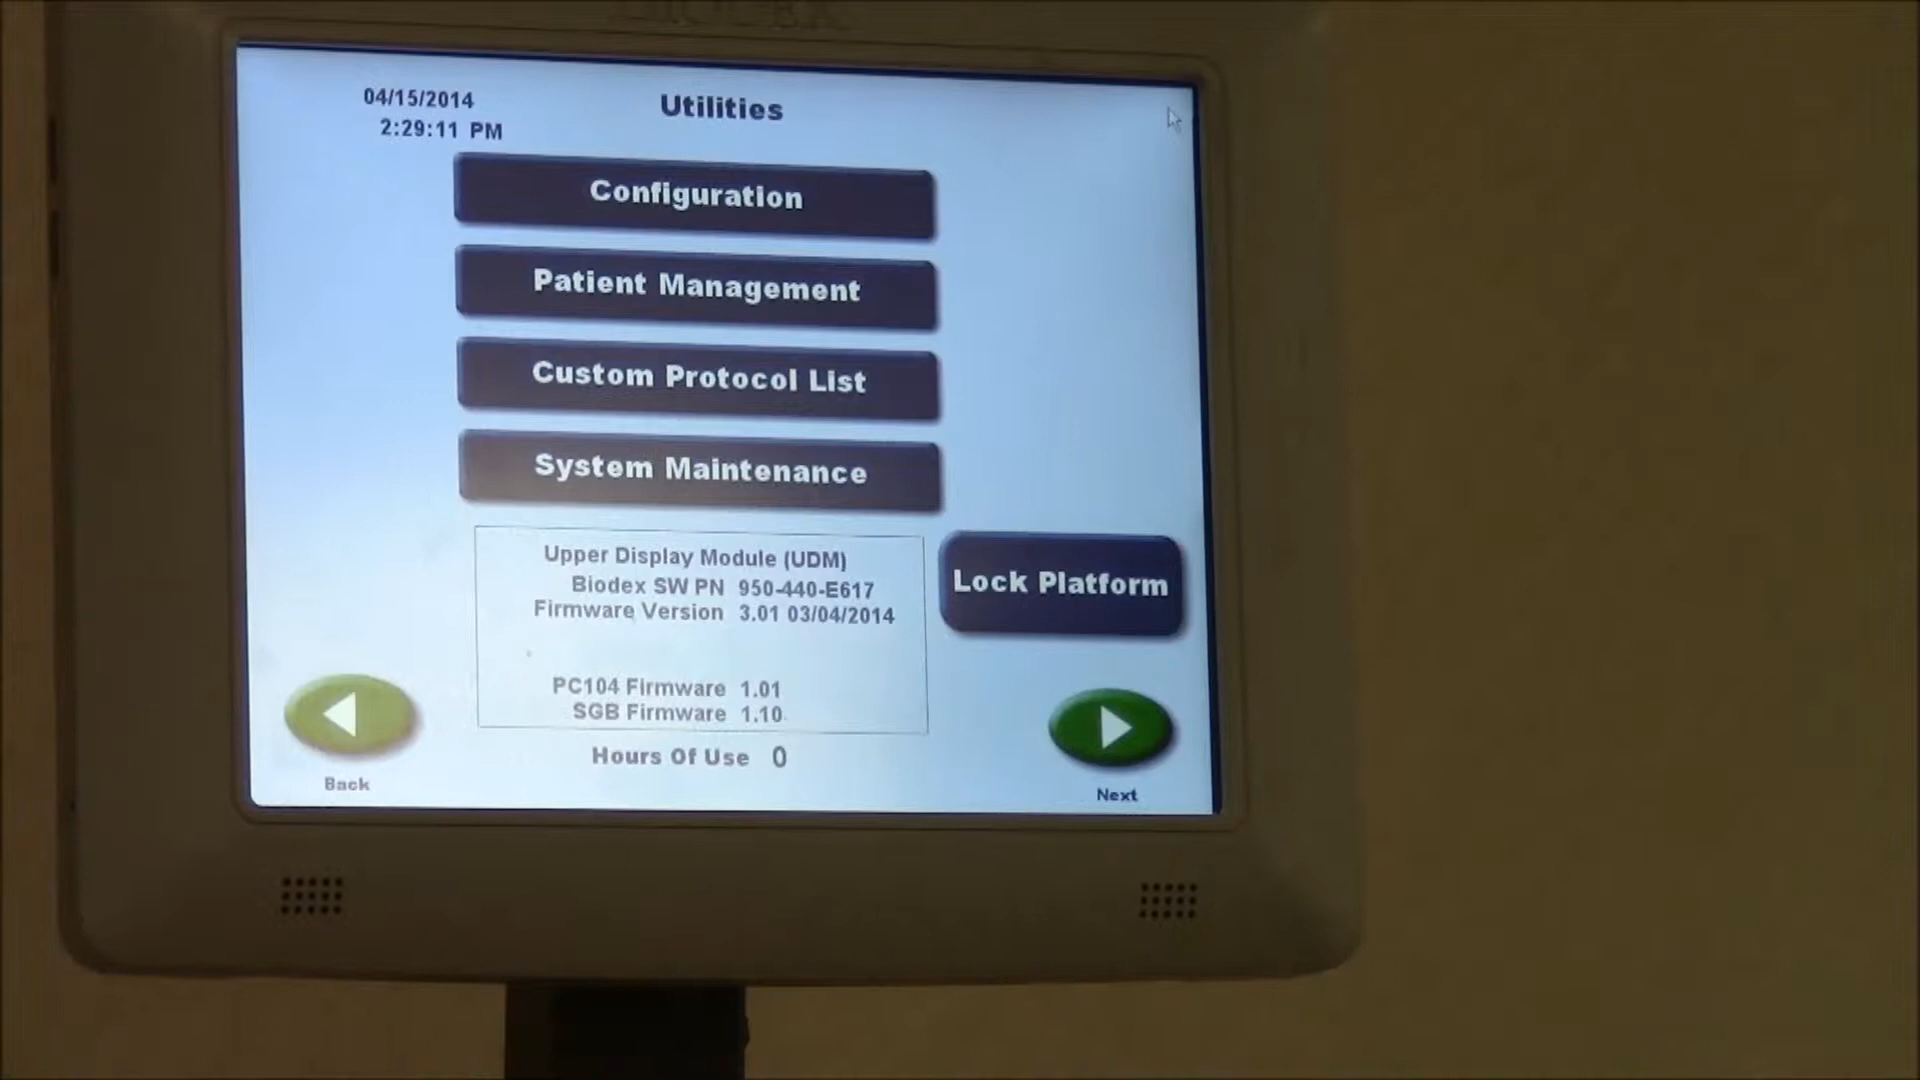 04/15/2014
2:29:11 PM
Utilities
Configuration
Patient Management
Custom Protocol List
System Maintenance
Upper Display Module (UDM)
Biodex SW PN 950-440-E617
Firmware Version 3.01 03/04/2014
PC104 Firmware 1.01
SGB Firmware 1.10
Lock Platform
Hours Of Use 0
Back
Next